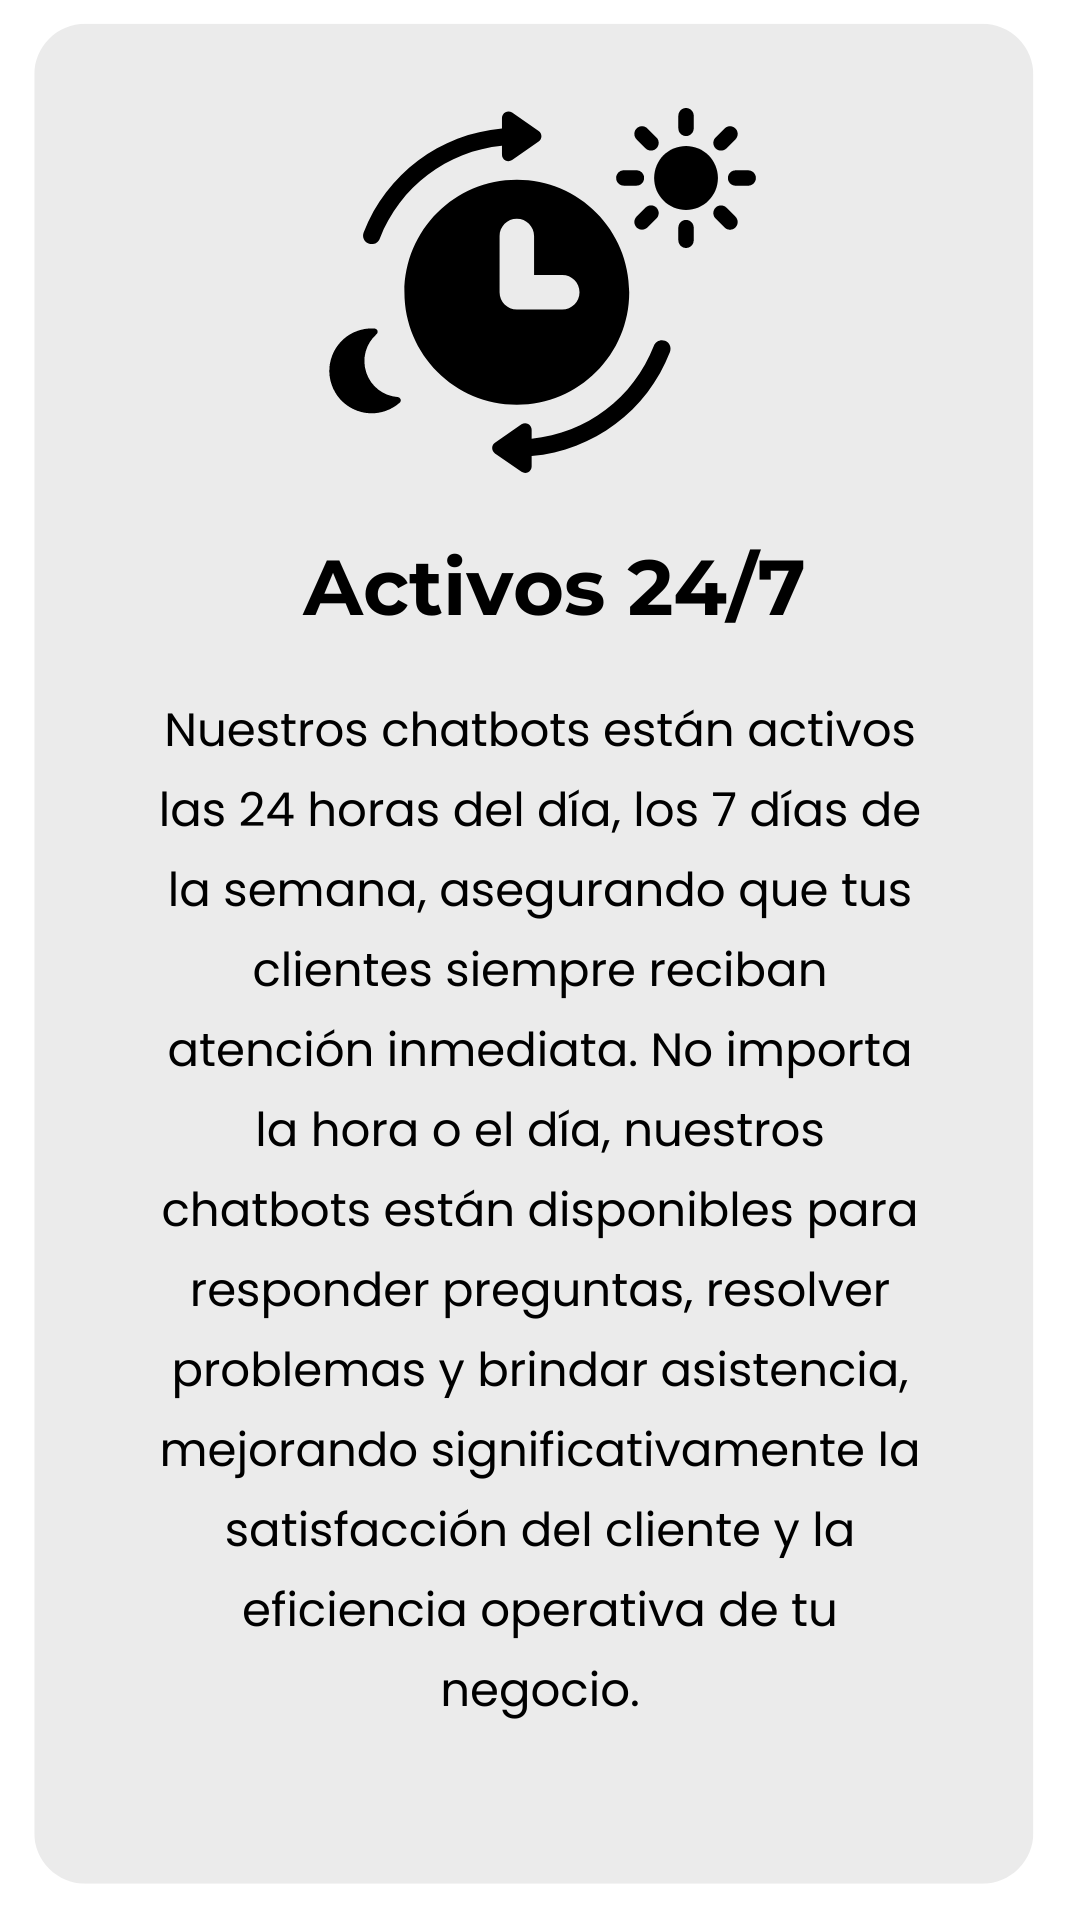 Activos 24/7
Nuestros chatbots están activos
las 24 horas del día, los 7 días de
la semana, asegurando que tus
clientes siempre reciban
atención inmediata. No importa
la hora o el día, nuestros
chatbots están disponibles para
responder preguntas, resolver
problemas y brindar asistencia,
mejorando significativamente la
satisfacción del cliente y la
eficiencia operativa de tu
negocio.